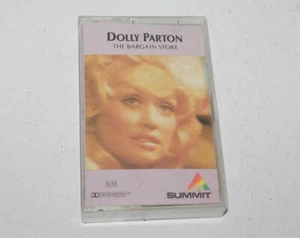 DOLLY PARTON
THE BARGAIN STORE
SUMMIT